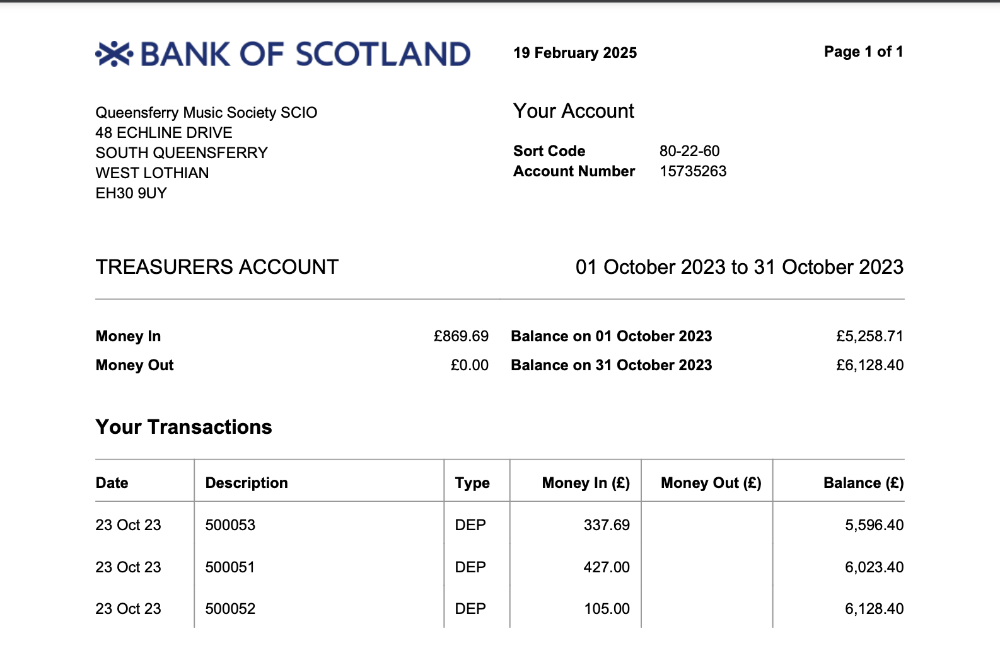 BANK OF SCOTLAND
19 February 2025
Page 1 of 1
Queensferry Music Society SCIO
48 ECHLINE DRIVE
SOUTH QUEENSFERRY
WEST LOTHIAN
EH30 9UY
Your Account
Sort Code 80-22-60
Account Number 15735263
TREASURERS ACCOUNT
01 October 2023 to 31 October 2023
Money In £869.69 Balance on 01 October 2023 £5,258.71
Money Out £0.00 Balance on 31 October 2023 £6,128.40
Your Transactions
Date Description Type Money In (£) Money Out (£) Balance (£)
23 Oct 23 500053 DEP 337.69 5,596.40
23 Oct 23 500051 DEP 427.00 6,023.40
23 Oct 23 500052 DEP 105.00 6,128.40